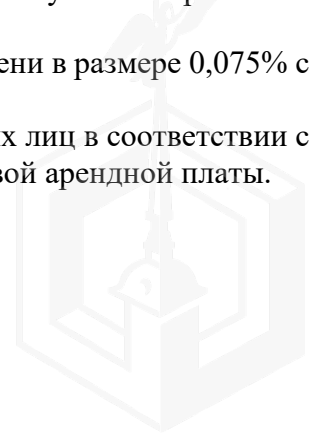 ени в размере 0,075% с
х лиц в соответствии с
вой арендной платы.